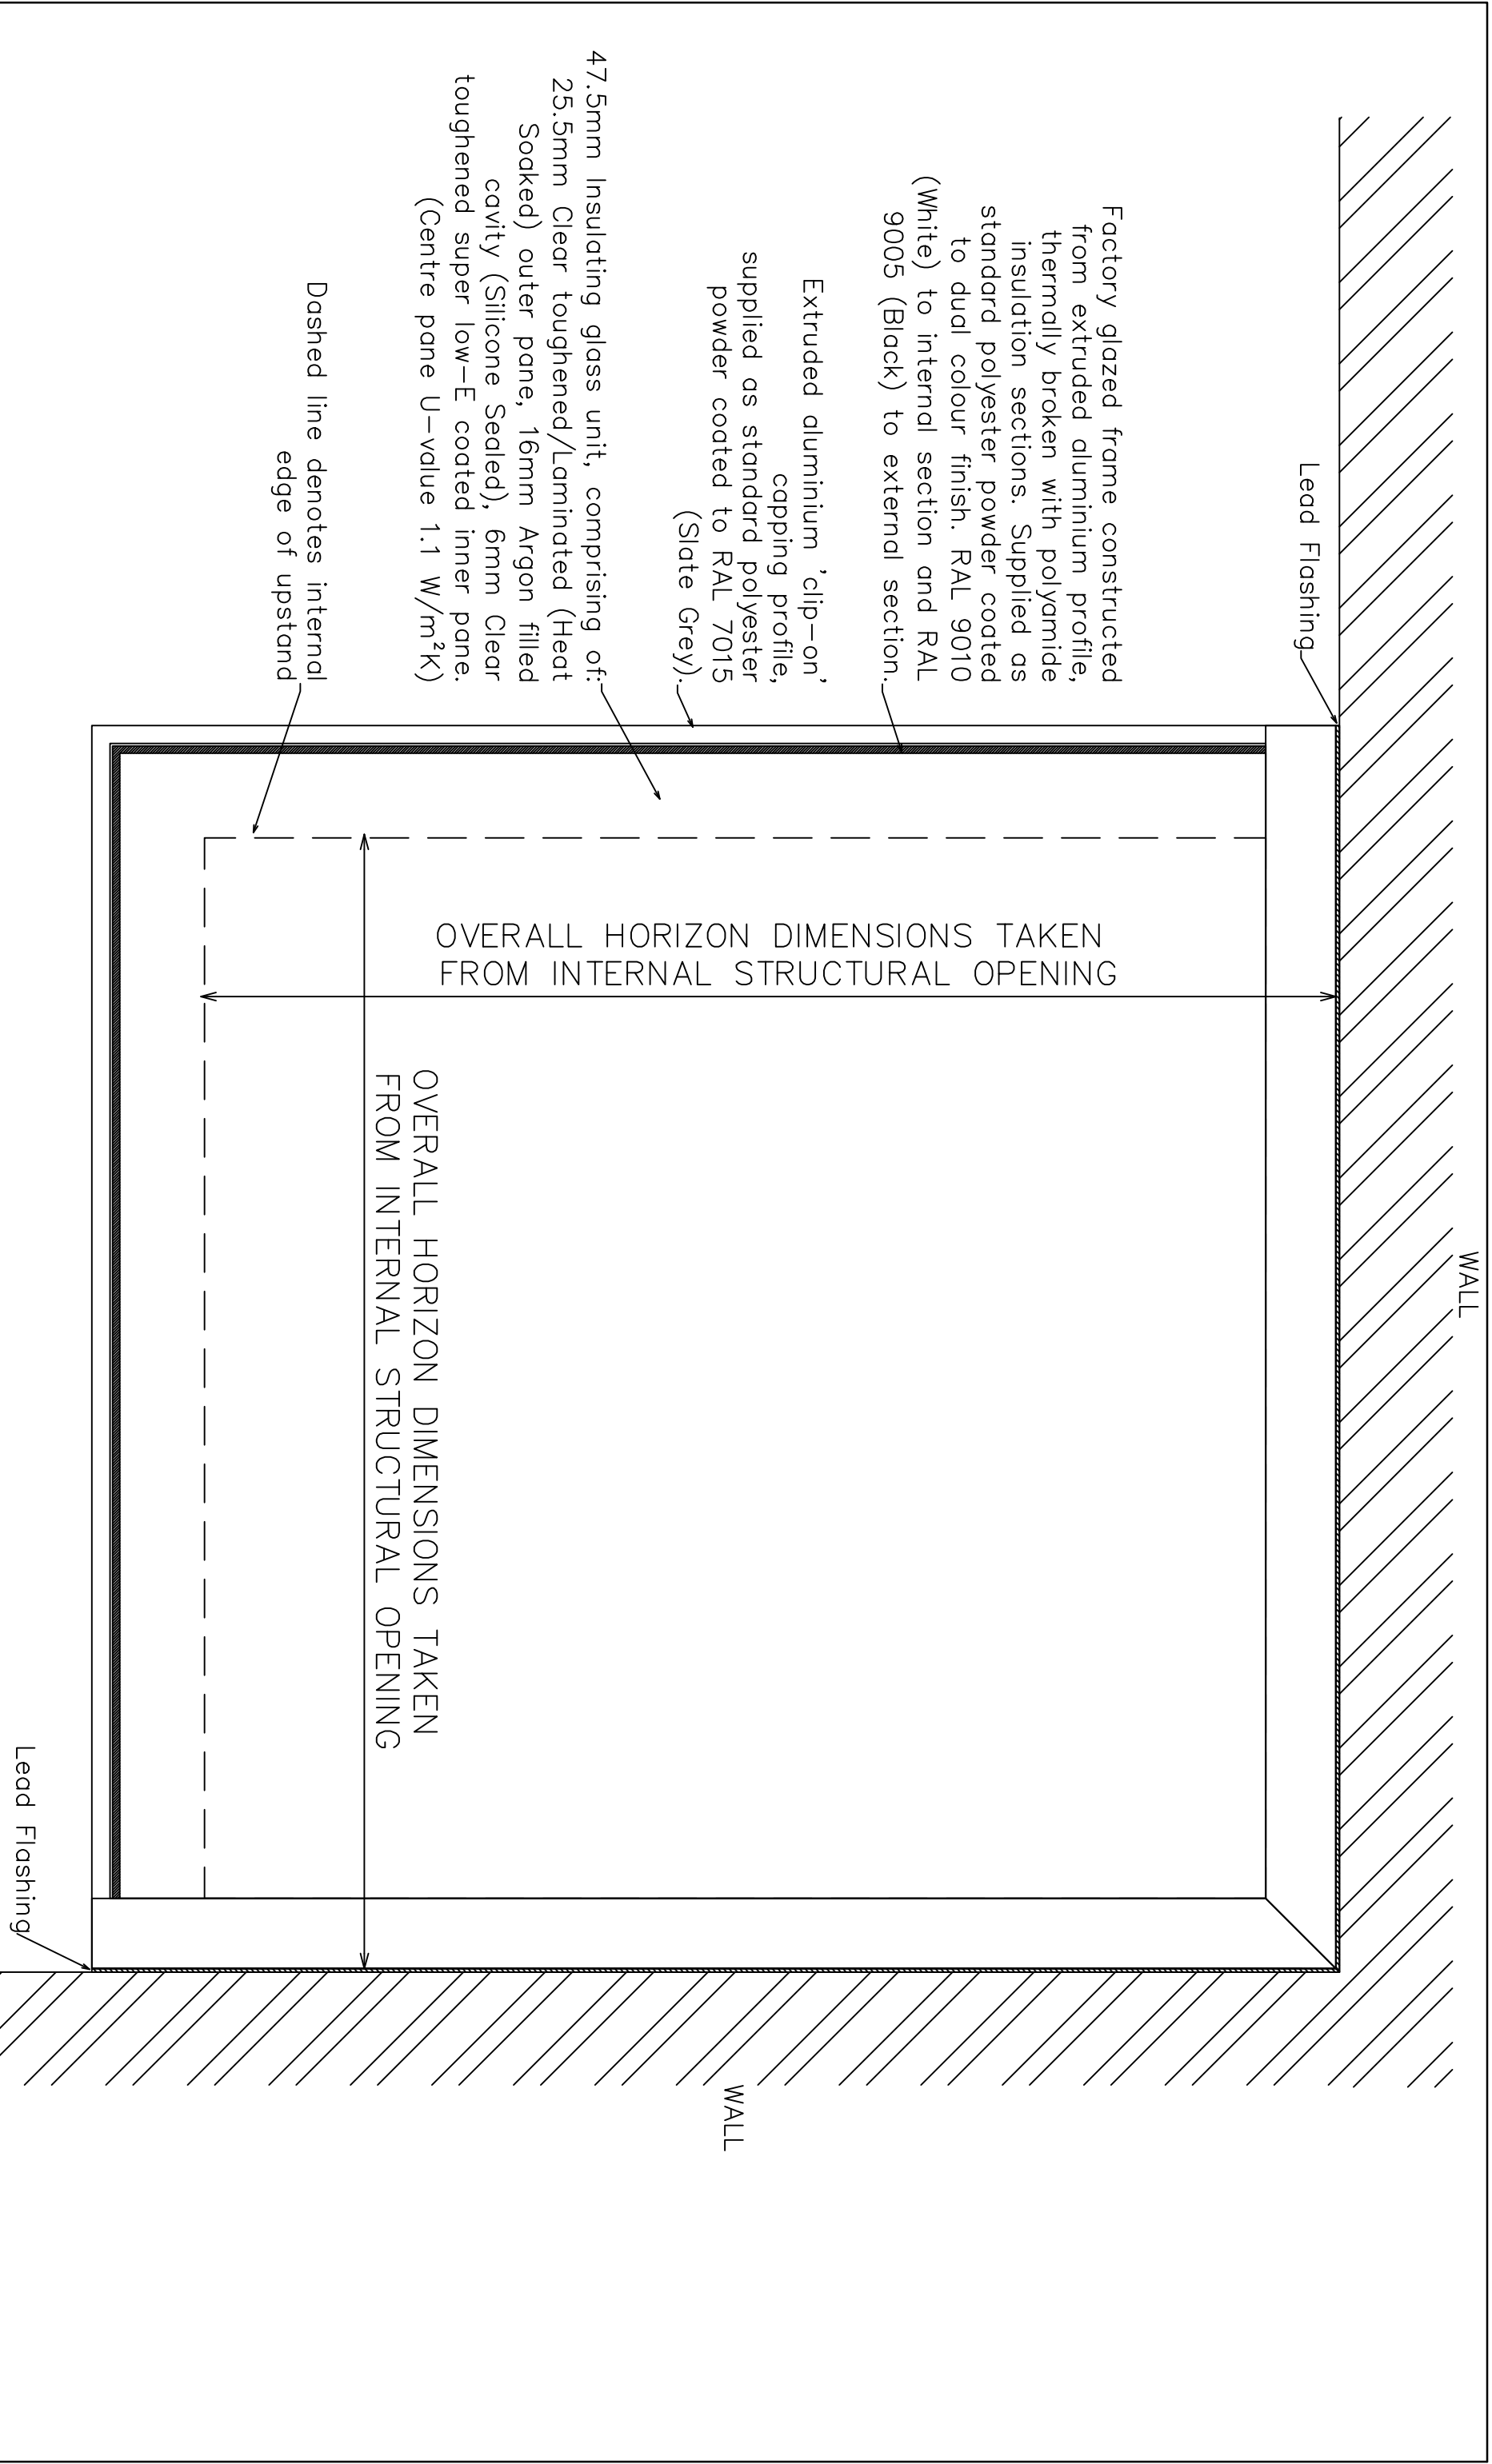 WALL
Lead Flashing
Factory glazed frame constructed
from extruded aluminium profile,
thermally broken with polyamide
insulation sections. Supplied as
standard polyester powder coated
to dual colour finish. RAL 9010
(White) to internal section and RAL
9005 (Black) to external section.
Extruded aluminium 'clip-on'
capping profile,
supplied as standard polyester
powder coated to RAL 7015
(Slate Grey).
47.5mm Insulating glass unit, comprising of:
25.5mm Clear toughened/Laminated (Heat
Soaked) outer pane, 16mm Argon filled
cavity (Silicone Sealed), 6mm Clear
toughened super low-E coated inner pane.
(Centre pane U-value 1.1 W/m²K)
Dashed line denotes internal
edge of upstand
OVERALL HORIZON DIMENSIONS TAKEN
FROM INTERNAL STRUCTURAL OPENING
OVERALL HORIZON DIMENSIONS TAKEN
FROM INTERNAL STRUCTURAL OPENING
WALL
Lead Flashing